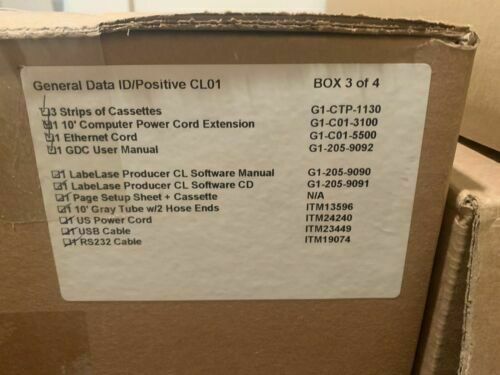 General Data ID/Positive CL01 BOX 3 of 4
3 Strips of Cassettes G1-CTP-1130
1 10' Computer Power Cord Extension G1-C01-3100
1 Ethernet Cord G1-C01-5500
1 GDC User Manual G1-205-9092
1 LabeLase Producer CL Software Manual G1-205-9090
1 LabeLase Producer CL Software CD G1-205-9091
1 Page Setup Sheet + Cassette N/A
1 10' Gray Tube w/2 Hose Ends ITM13596
1 US Power Cord ITM24240
1 USB Cable ITM23449
1 RS232 Cable ITM19074